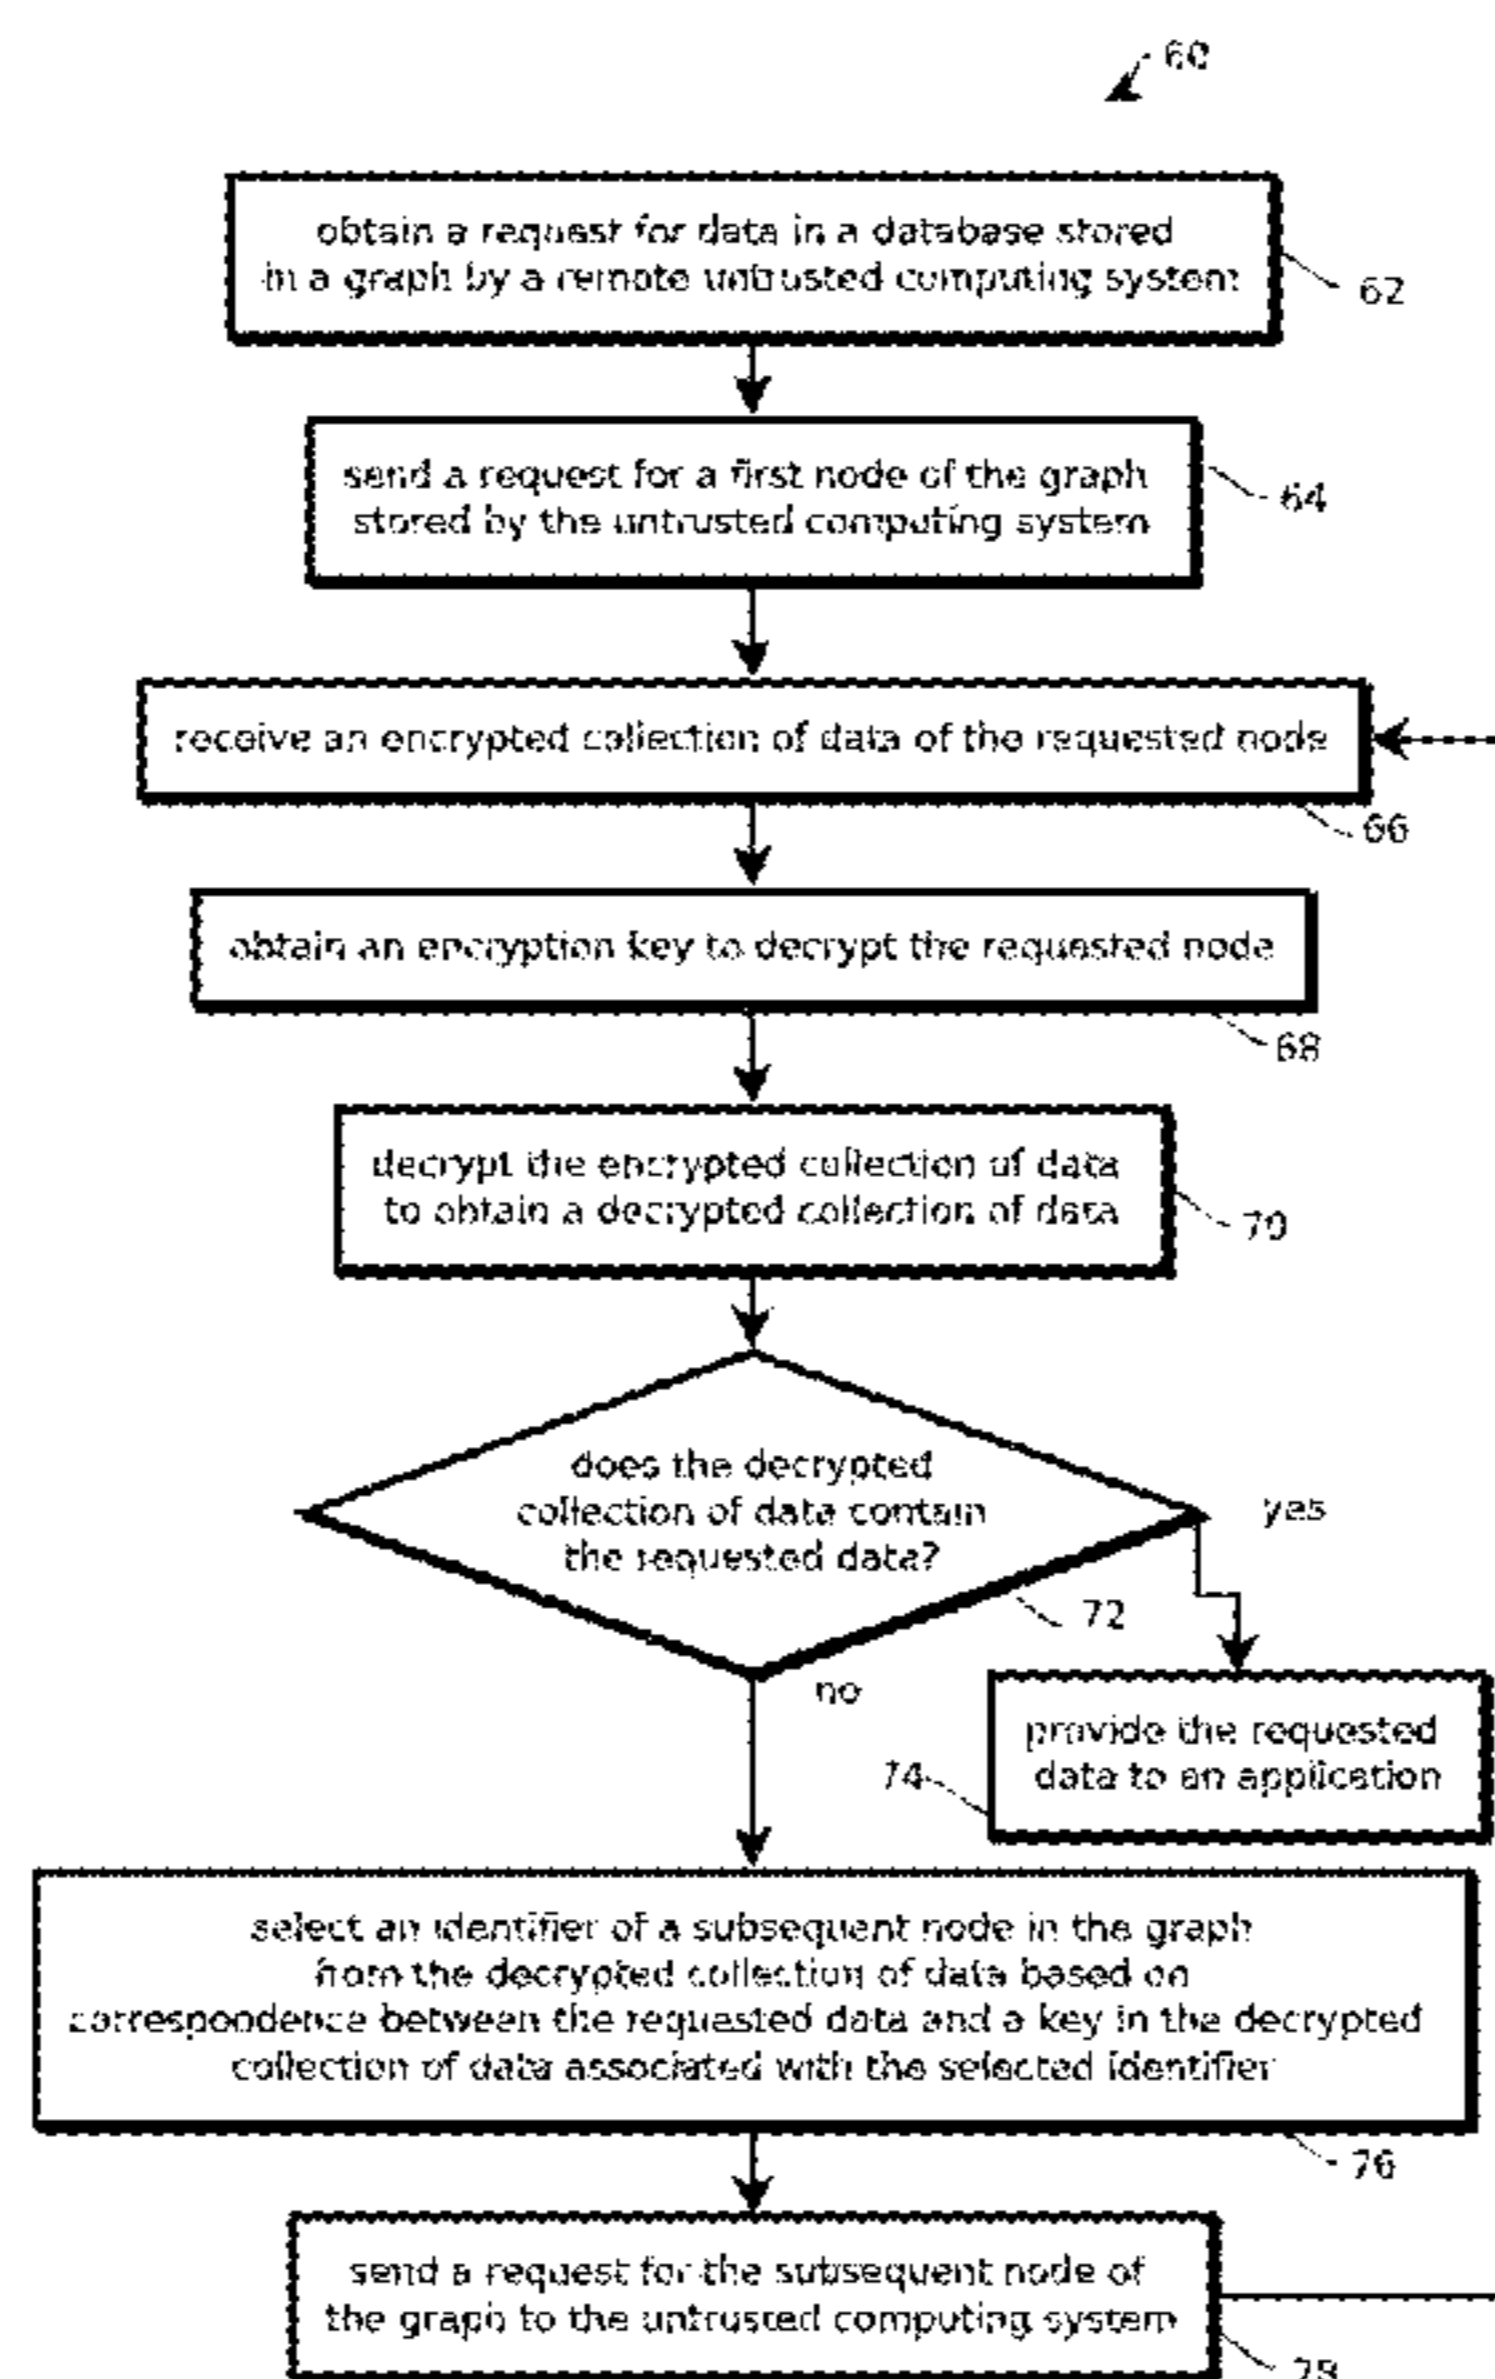 60
obtain a request for data in a database stored
in a graph by a remote untrusted computing system
62
send a request for a first node of the graph
stored by the untrusted computing system
64
receive an encrypted collection of data of the requested node
66
obtain an encryption key to decrypt the requested node
68
decrypt the encrypted collection of data
to obtain a decrypted collection of data
70
does the decrypted
collection of data contain
the requested data?
yes
72
no
provide the requested
data to an application
74
select an identifier of a subsequent node in the graph
from the decrypted collection of data based on
correspondence between the requested data and a key in the decrypted
collection of data associated with the selected identifier
76
send a request for the subsequent node of
the graph to the untrusted computing system
78